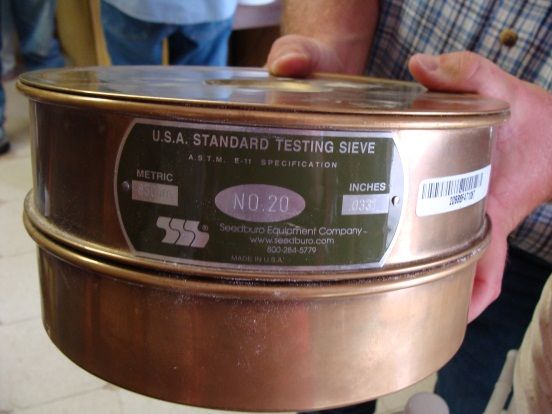 U.S.A. STANDARD TESTING SIEVE
A.S.T.M. E-11 SPECIFICATION
METRIC
INCHES
NO.20
Seedburo Equipment Company
www.seedburo.com
800-284-5779
MADE IN U.S.A.